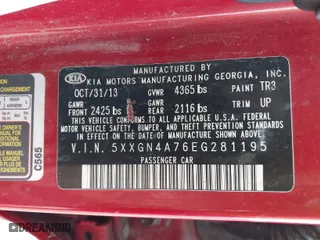 MANUFACTURED BY
KIA
KIA MOTORS MANUFACTURING GEORGIA, INC.
OCT/31/13 GVWR 4365 lbs PAINT TR3
GAWR FRONT 2425 lbs GAWR REAR 2116 lbs TRIM UP
THIS VEHICLE CONFORMS TO ALL APPLICABLE FEDERAL MOTOR
VEHICLE SAFETY, BUMPER, AND THEFT PREVENTION STANDARDS IN
EFFECT ON THE DATE OF MANUFACTURE SHOWN ABOVE.
V.I.N. 5XXGN4A76EG281195
PASSENGER CAR
C565